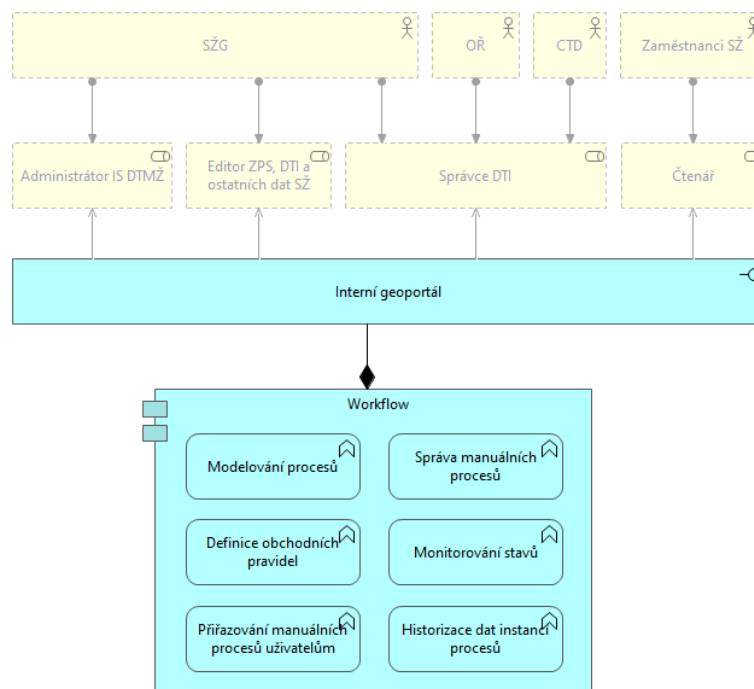 SŽG
OŘ
CTD
Zaměstnanci SŽ
Administrátor IS DTMŽ
Editor ZPS, DTI a
ostatních dat SŽ
Správce DTI
Čtenář
Interní geoportál
Workflow
Modelování procesů
Správa manuálních
procesů
Definice obchodních
pravidel
Monitorování stavů
Přiřazování manuálních
procesů uživatelům
Historizace dat instancí
procesů